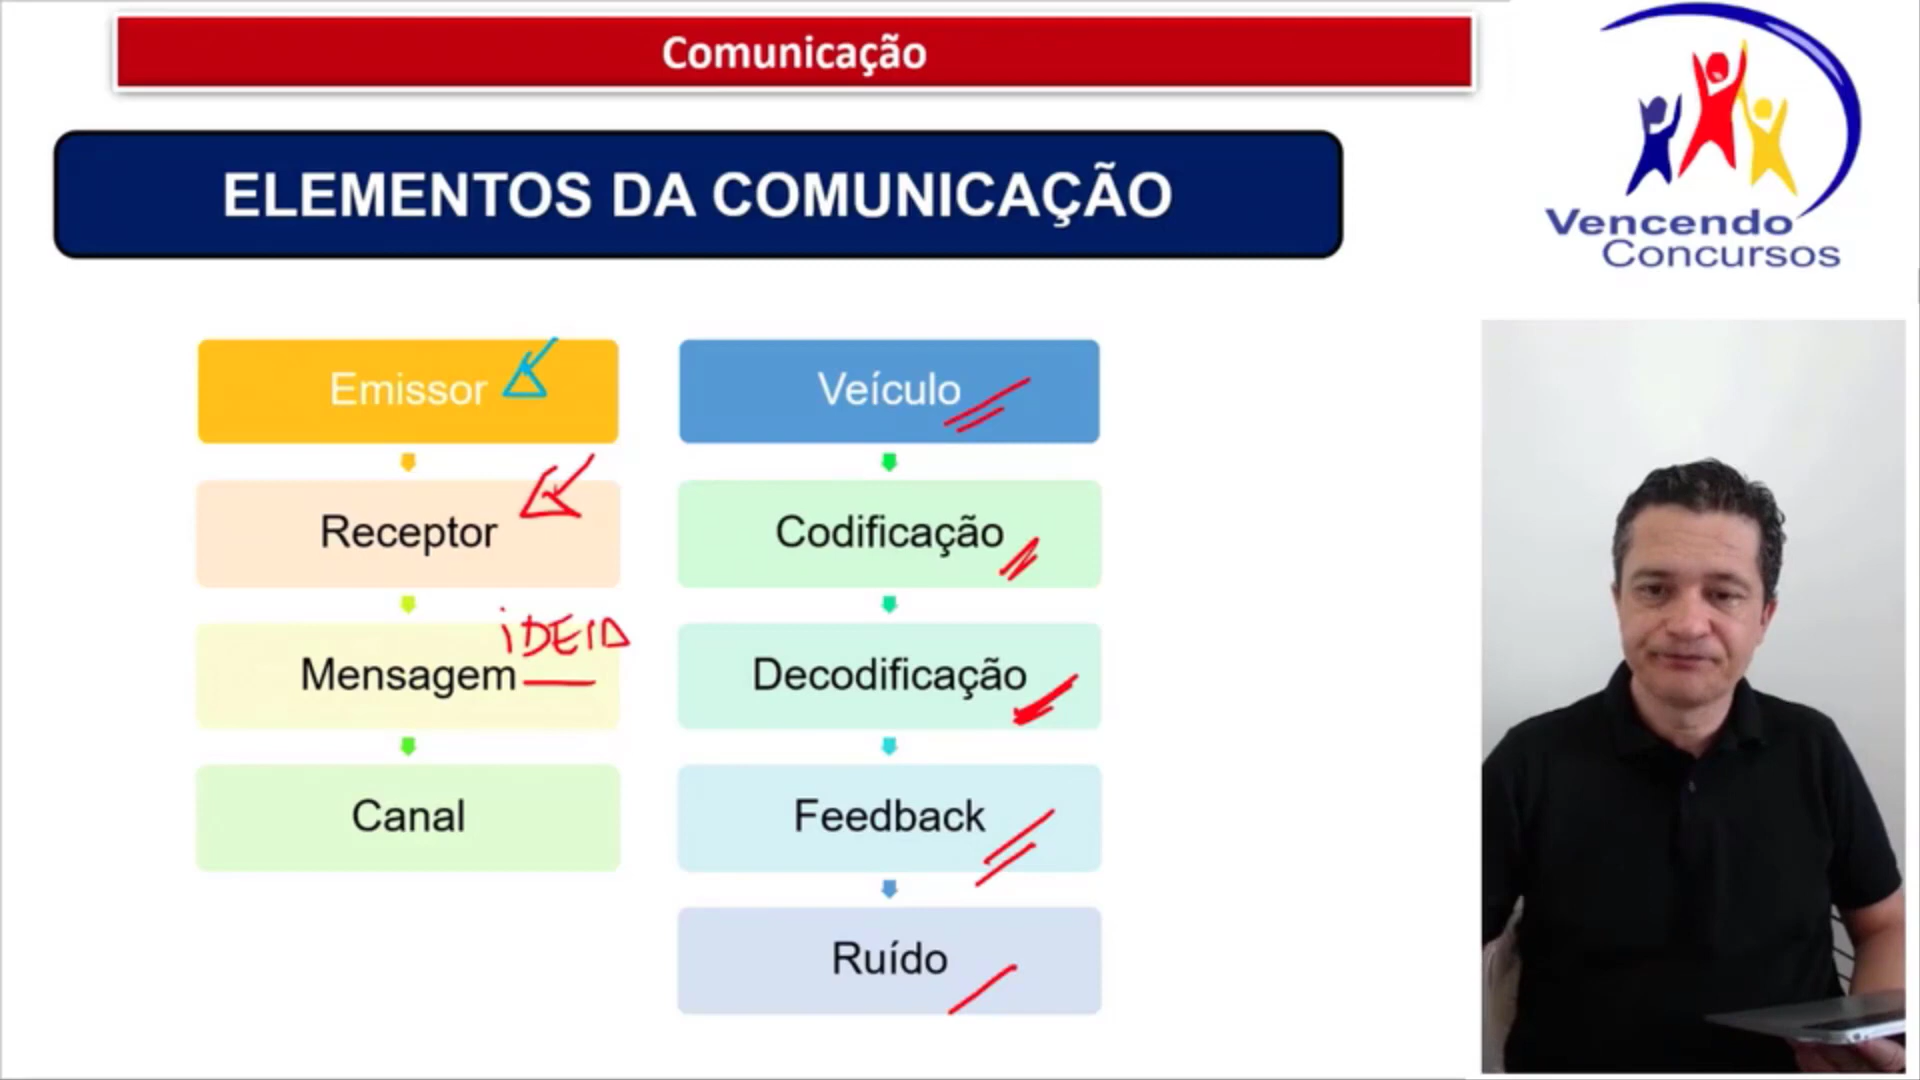 Comunicação
ELEMENTOS DA COMUNICAÇÃO
Vencendo
Concursos
Emissor
Receptor
iDEIA
Mensagem
Canal
Veículo
Codificação
Decodificação
Feedback
Ruído